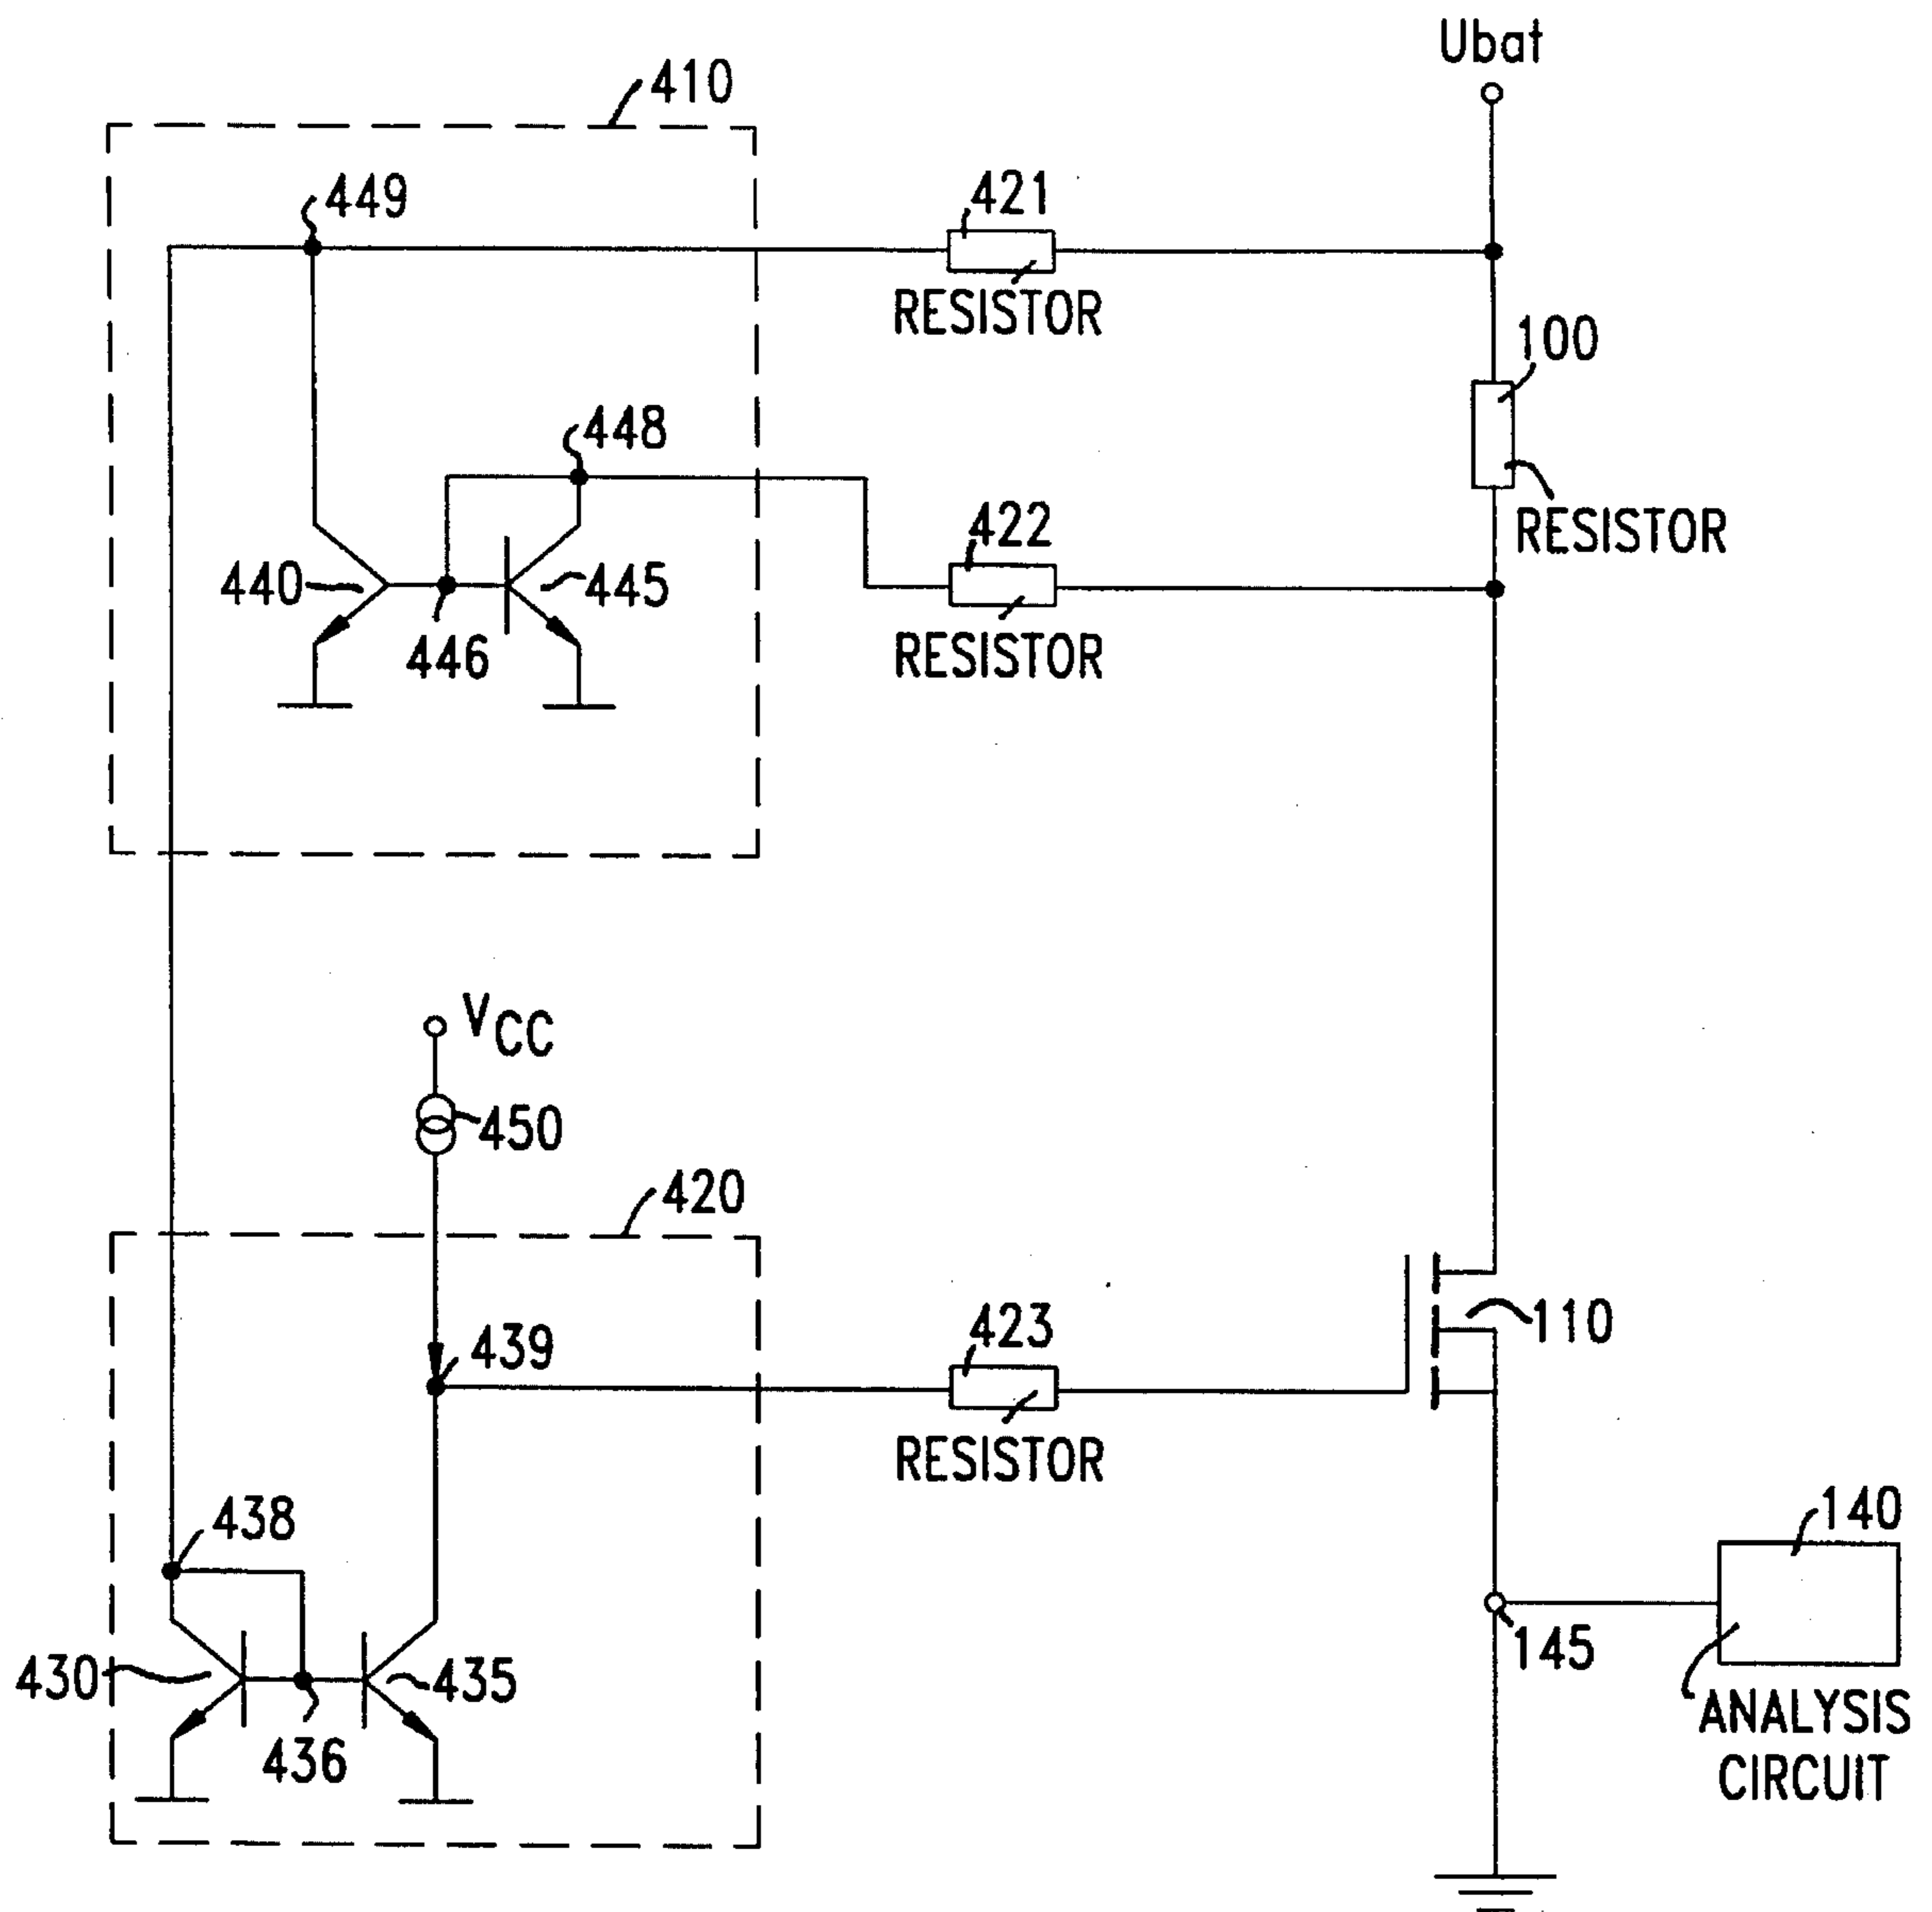 Ubat
410
449
421
RESISTOR
100
448
RESISTOR
422
440
445
446
RESISTOR
VCC
450
420
439
423
110
RESISTOR
438
140
145
430
435
436
ANALYSIS
CIRCUIT